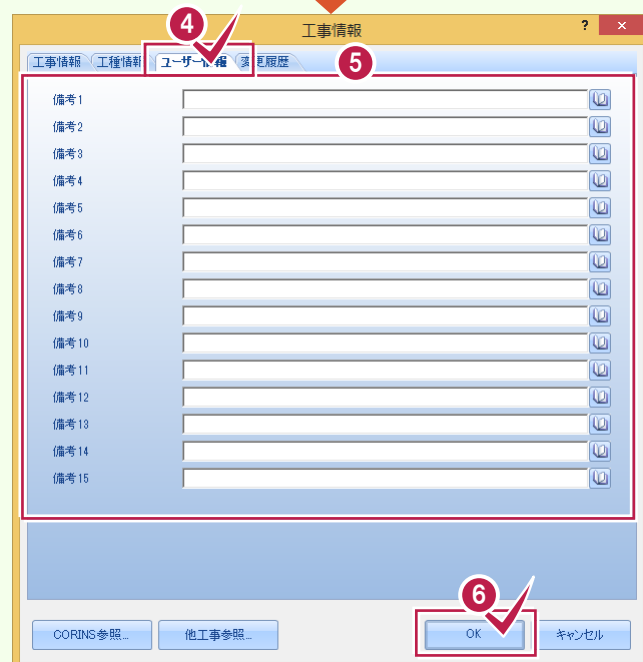 4
工事情報
? ×
工事情報 工種情報 ユーザー情報 変更履歴
5
備考1
備考2
備考3
備考4
備考5
備考6
備考7
備考8
備考9
備考10
備考11
備考12
備考13
備考14
備考15
6
CORINS参照... 他工事参照... OK キャンセル